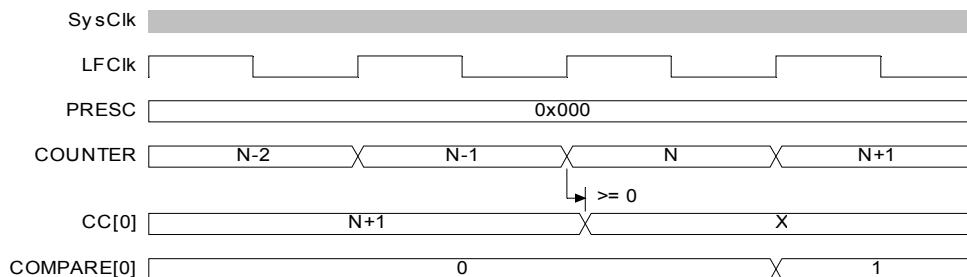 SysClk
LFClk
PRESC 0x000
COUNTER N-2 N-1 N N+1
>= 0
CC[0] N+1 X
COMPARE[0] 0 1